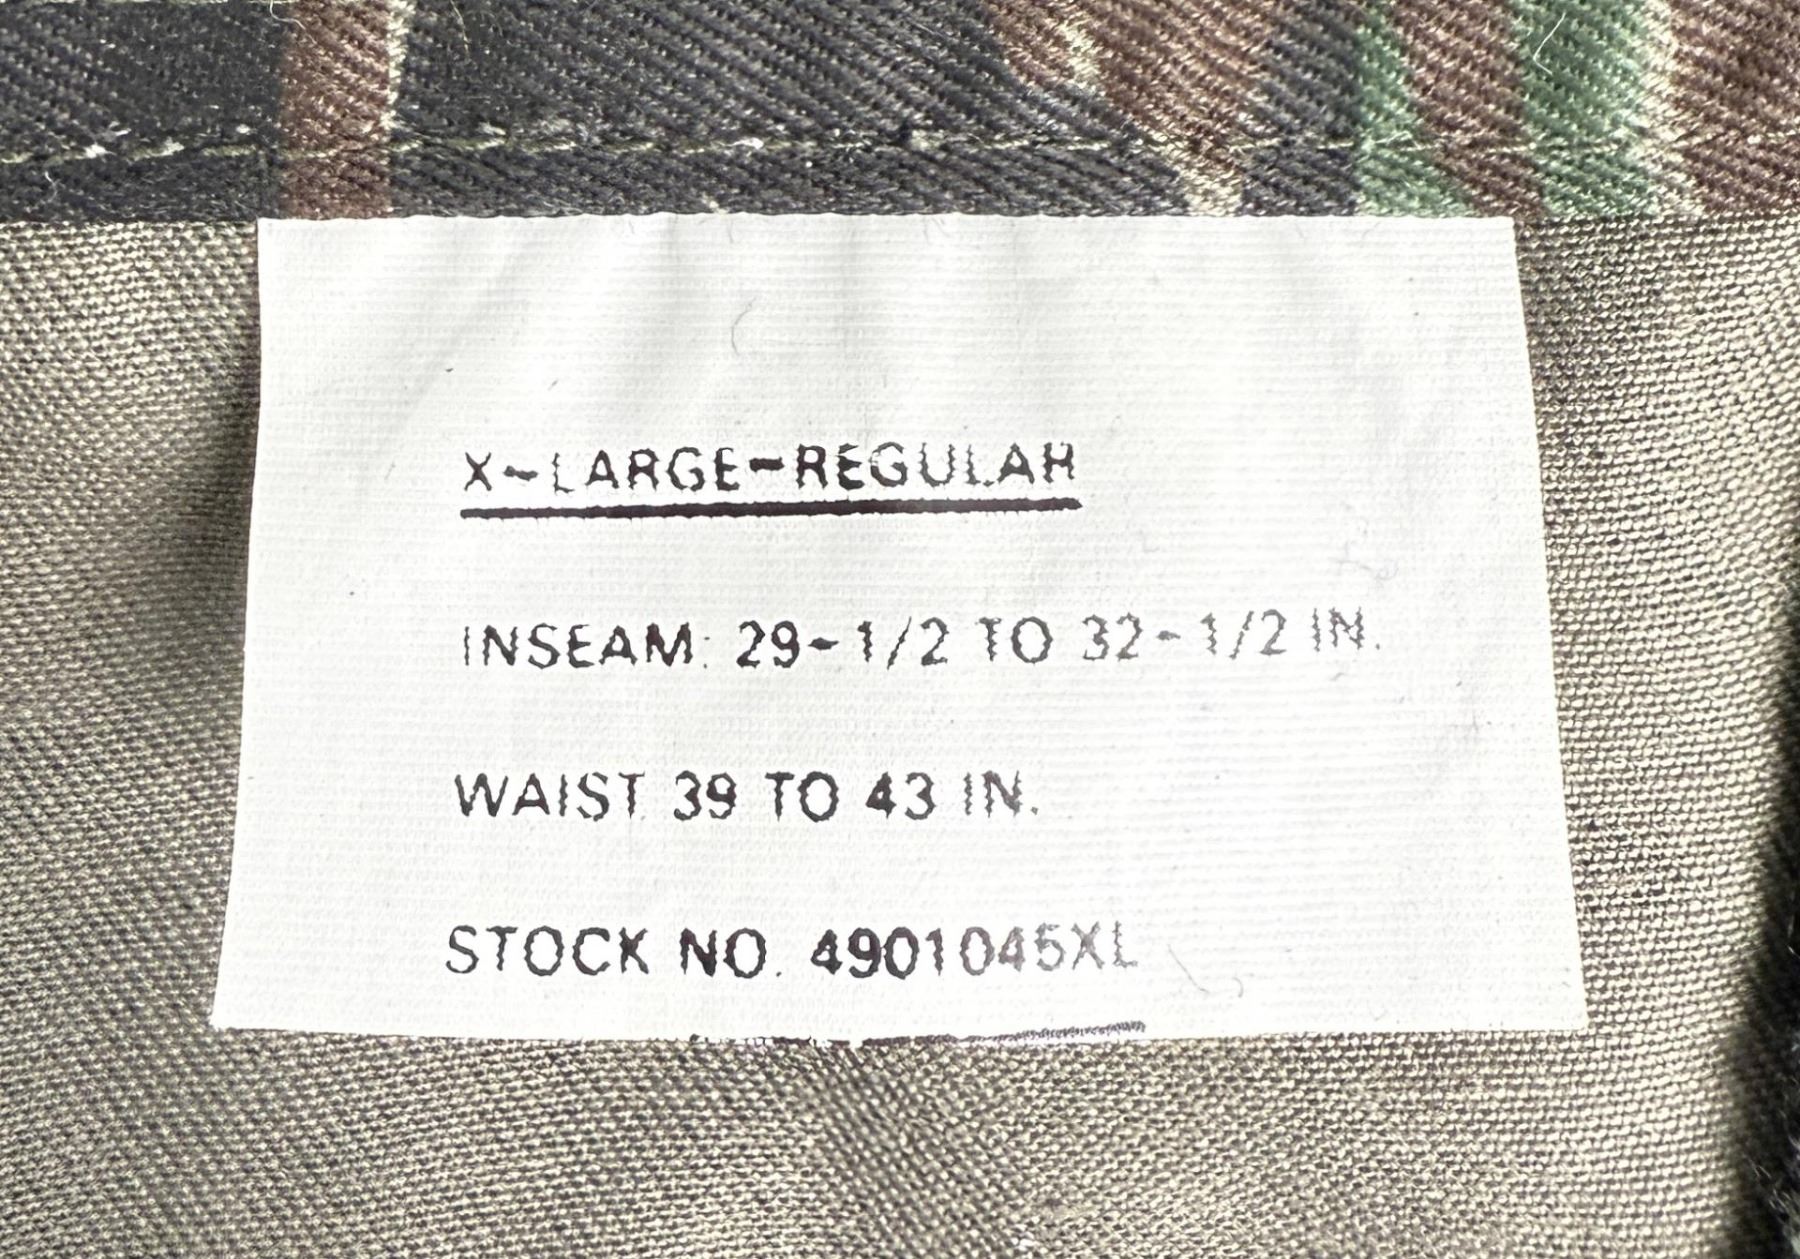 X-LARGE-REGULAR
INSEAM: 29-1/2 TO 32-1/2 IN.
WAIST 39 TO 43 IN.
STOCK NO. 4901045XL